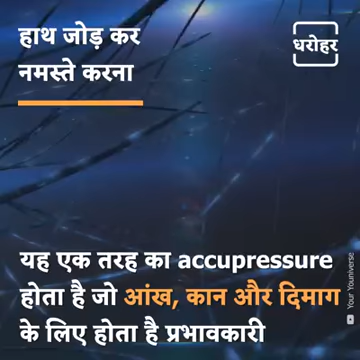 हाथ जोड़ कर
नमस्ते करना
धरोहर
यह एक तरह का accupressure
होता है जो आंख, कान और दिमाग
के लिए होता है प्रभावकारी
Your Youniverse